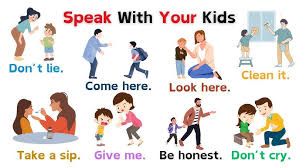 Speak With Your Kids
Don't lie.
Come here.
Look here.
Clean it.
Take a sip.
Give me.
Be honest.
Don't cry.